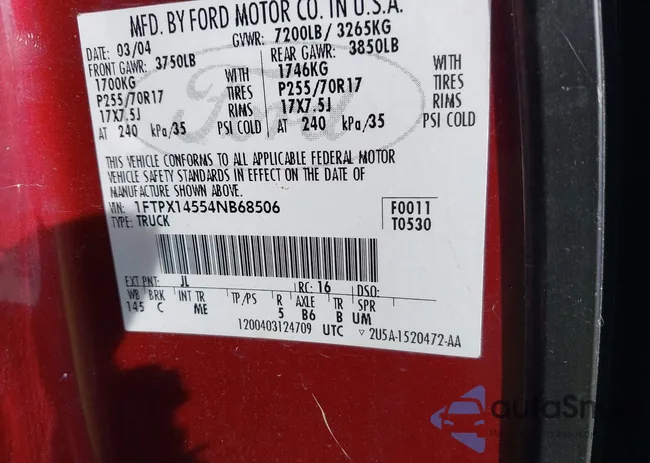 MFD. BY FORD MOTOR CO. IN U.S.A.
DATE: 03/04 GVWR: 7200LB/ 3265KG
FRONT GAWR: 3750LB REAR GAWR: 3850LB
1700KG WITH 1746KG WITH
P255/70R17 TIRES P255/70R17 TIRES
17X7.5J RIMS 17X7.5J RIMS
AT 240 kPa/35 PSI COLD AT 240 kPa/35 PSI COLD
Ford
THIS VEHICLE CONFORMS TO ALL APPLICABLE FEDERAL MOTOR
VEHICLE SAFETY STANDARDS IN EFFECT ON THE DATE OF
MANUFACTURE SHOWN ABOVE.
VIN: 1FTPX14554NB68506 F0011
TYPE: TRUCK T0530
EXT PNT: JL RC: 16 DSO:
WB BRK INT TR TP/PS R AXLE TR SPR
145 C ME 5 B6 B UM
1200403124709 UTC ▽ 2U5A-1520472-AA